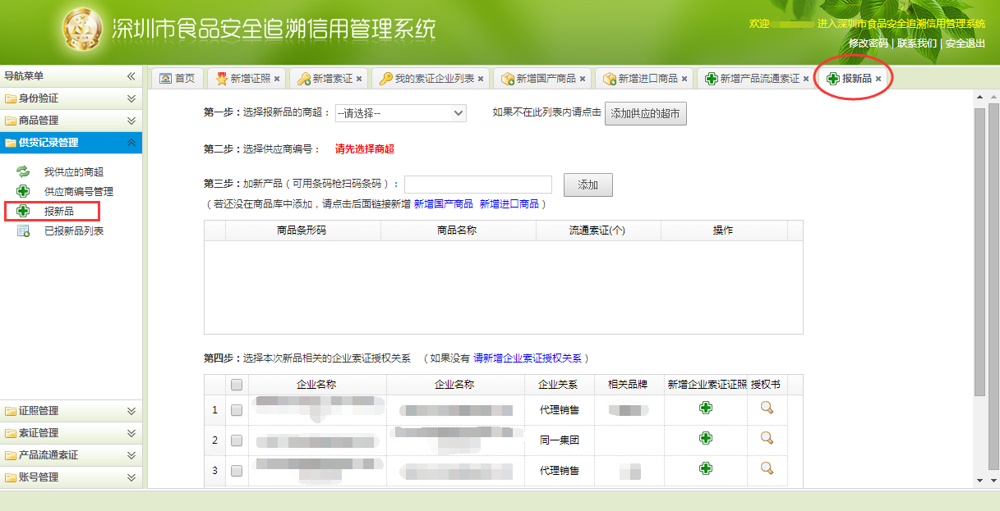 深圳市食品安全追溯信用管理系统
欢迎 进入深圳市食品安全追溯信用管理系统
修改密码 | 联系我们 | 安全退出
导航菜单
身份验证
商品管理
供货记录管理
我供应的商超
供应商编号管理
报新品
已报新品列表
证照管理
索证管理
产品流通索证
账号管理
首页 新增证照 × 新增索证 × 我的索证企业列表 × 新增国产商品 × 新增进口商品 × 新增产品流通索证 × 报新品 ×
第一步：选择报新品的商超： --请选择-- 如果不在此列表内请点击 添加供应的超市
第二步：选择供应商编号： 请先选择商超
第三步：加新产品（可用条码枪扫码条码）： 添加
（若还没在商品库中添加，请点击后面链接新增 新增国产商品 新增进口商品 ）
商品条形码 商品名称 流通索证(个) 操作
第四步：选择本次新品相关的企业索证授权关系 （如果没有 请新增企业索证授权关系 ）
企业名称 企业名称 企业关系 相关品牌 新增企业索证证照 授权书
1 代理销售
2 同一集团
3 代理销售